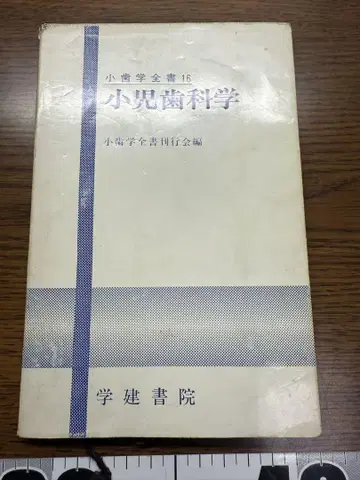 小歯学全書16
小児歯科学
小歯学全書刊行会編
学建書院